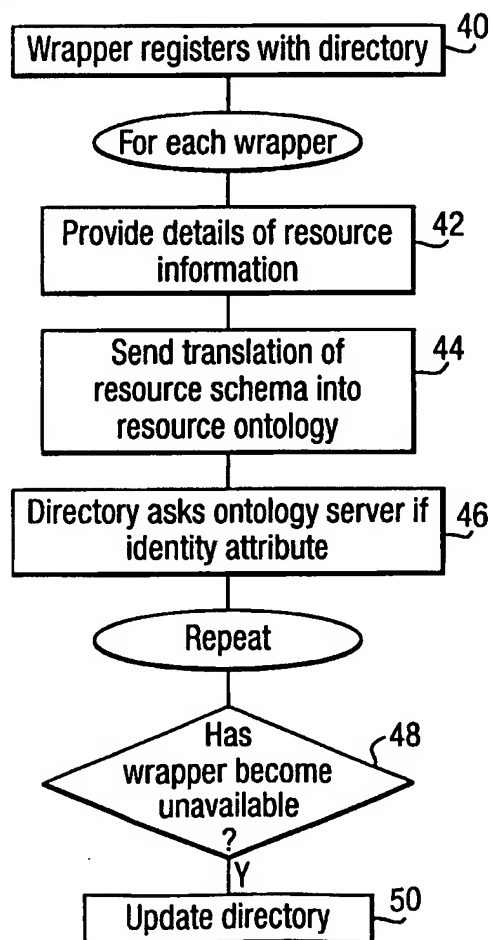 40
Wrapper registers with directory
For each wrapper
42
Provide details of resource
information
44
Send translation of
resource schema into
resource ontology
46
Directory asks ontology server if
identity attribute
Repeat
48
Has
wrapper become
unavailable
?
Y
50
Update directory